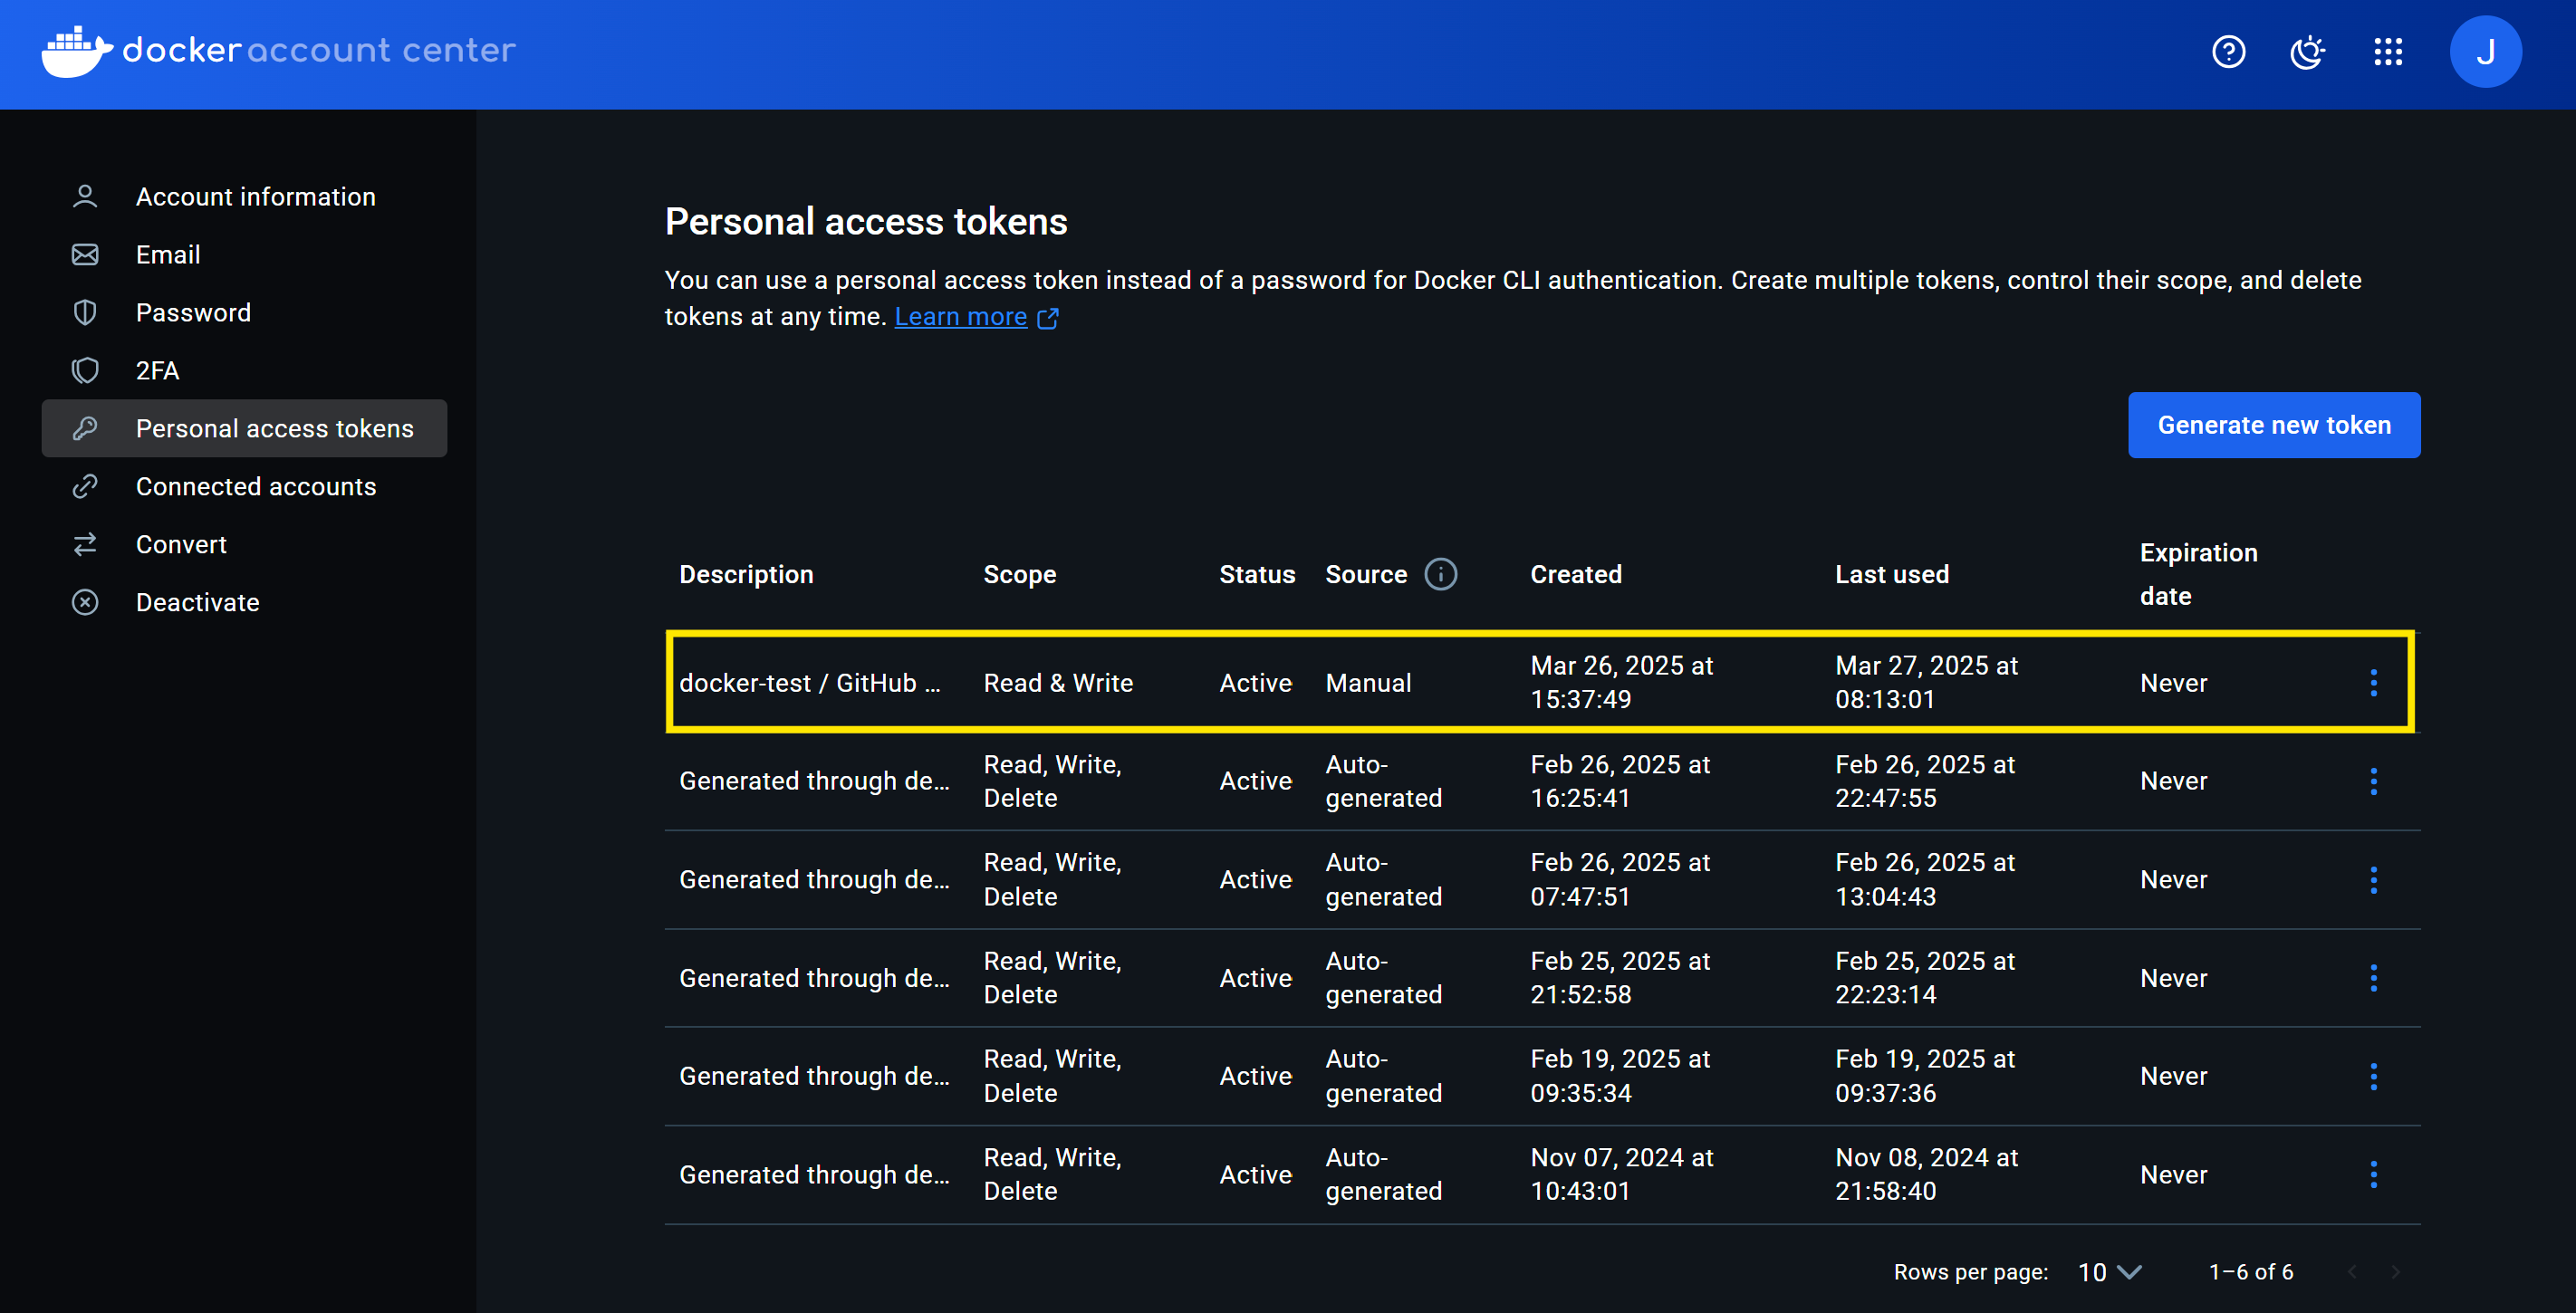 docker account center
J
Account information
Email
Password
2FA
Personal access tokens
Connected accounts
Convert
Deactivate
Personal access tokens
You can use a personal access token instead of a password for Docker CLI authentication. Create multiple tokens, control their scope, and delete
tokens at any time. Learn more
Generate new token
Description Scope Status Source Created Last used Expiration
date
docker-test / GitHub ... Read & Write Active Manual Mar 26, 2025 at Mar 27, 2025 at Never
15:37:49 08:13:01
Generated through de... Read, Write, Active Auto- Feb 26, 2025 at Feb 26, 2025 at Never
Delete generated 16:25:41 22:47:55
Generated through de... Read, Write, Active Auto- Feb 26, 2025 at Feb 26, 2025 at Never
Delete generated 07:47:51 13:04:43
Generated through de... Read, Write, Active Auto- Feb 25, 2025 at Feb 25, 2025 at Never
Delete generated 21:52:58 22:23:14
Generated through de... Read, Write, Active Auto- Feb 19, 2025 at Feb 19, 2025 at Never
Delete generated 09:35:34 09:37:36
Generated through de... Read, Write, Active Auto- Nov 07, 2024 at Nov 08, 2024 at Never
Delete generated 10:43:01 21:58:40
Rows per page: 10 1–6 of 6